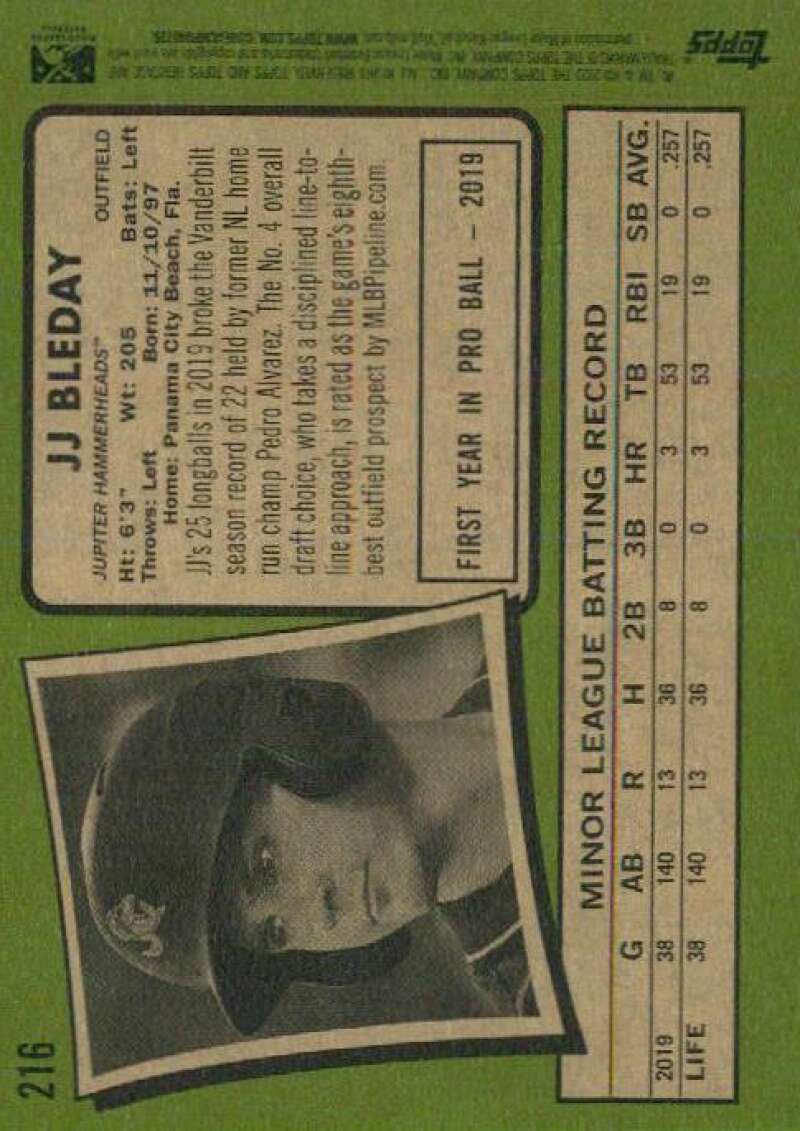 216
JJ BLEDAY
JUPITER HAMMERHEADS™ OUTFIELD
Ht: 6'3" Wt: 205 Bats: Left
Throws: Left Born: 11/10/97
Home: Panama City Beach, Fla.
JJ's 25 longballs in 2019 broke the Vanderbilt
season record of 22 held by former NL home
run champ Pedro Alvarez. The No. 4 overall
draft choice, who takes a disciplined line-to-
line approach, is rated as the game's eighth-
best outfield prospect by MLBPipeline.com.
FIRST YEAR IN PRO BALL – 2019
MINOR LEAGUE BATTING RECORD
G AB R H 2B 3B HR TB RBI SB AVG.
2019 38 140 13 36 8 0 3 53 19 0 .257
LIFE 38 140 13 36 8 0 3 53 19 0 .257
Topps